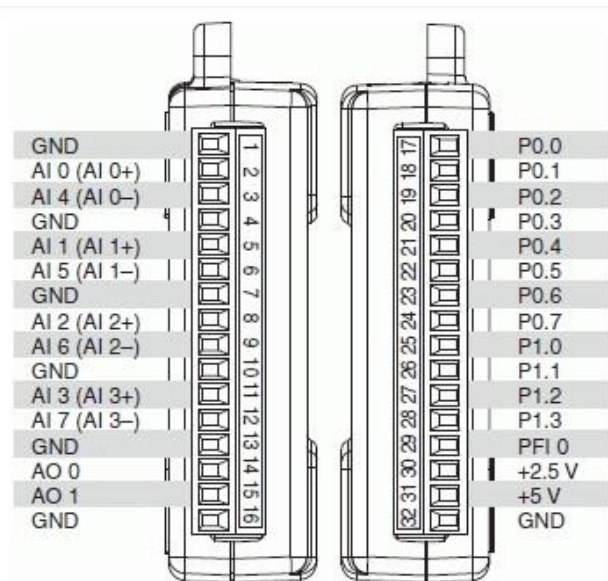 GND 1
AI 0 (AI 0+) 2
AI 4 (AI 0–) 3
GND 4
AI 1 (AI 1+) 5
AI 5 (AI 1–) 6
GND 7
AI 2 (AI 2+) 8
AI 6 (AI 2–) 9
GND 10
AI 3 (AI 3+) 11
AI 7 (AI 3–) 12
GND 13
AO 0 14
AO 1 15
GND 16
17 P0.0
18 P0.1
19 P0.2
20 P0.3
21 P0.4
22 P0.5
23 P0.6
24 P0.7
25 P1.0
26 P1.1
27 P1.2
28 P1.3
29 PFI 0
30 +2.5 V
31 +5 V
32 GND